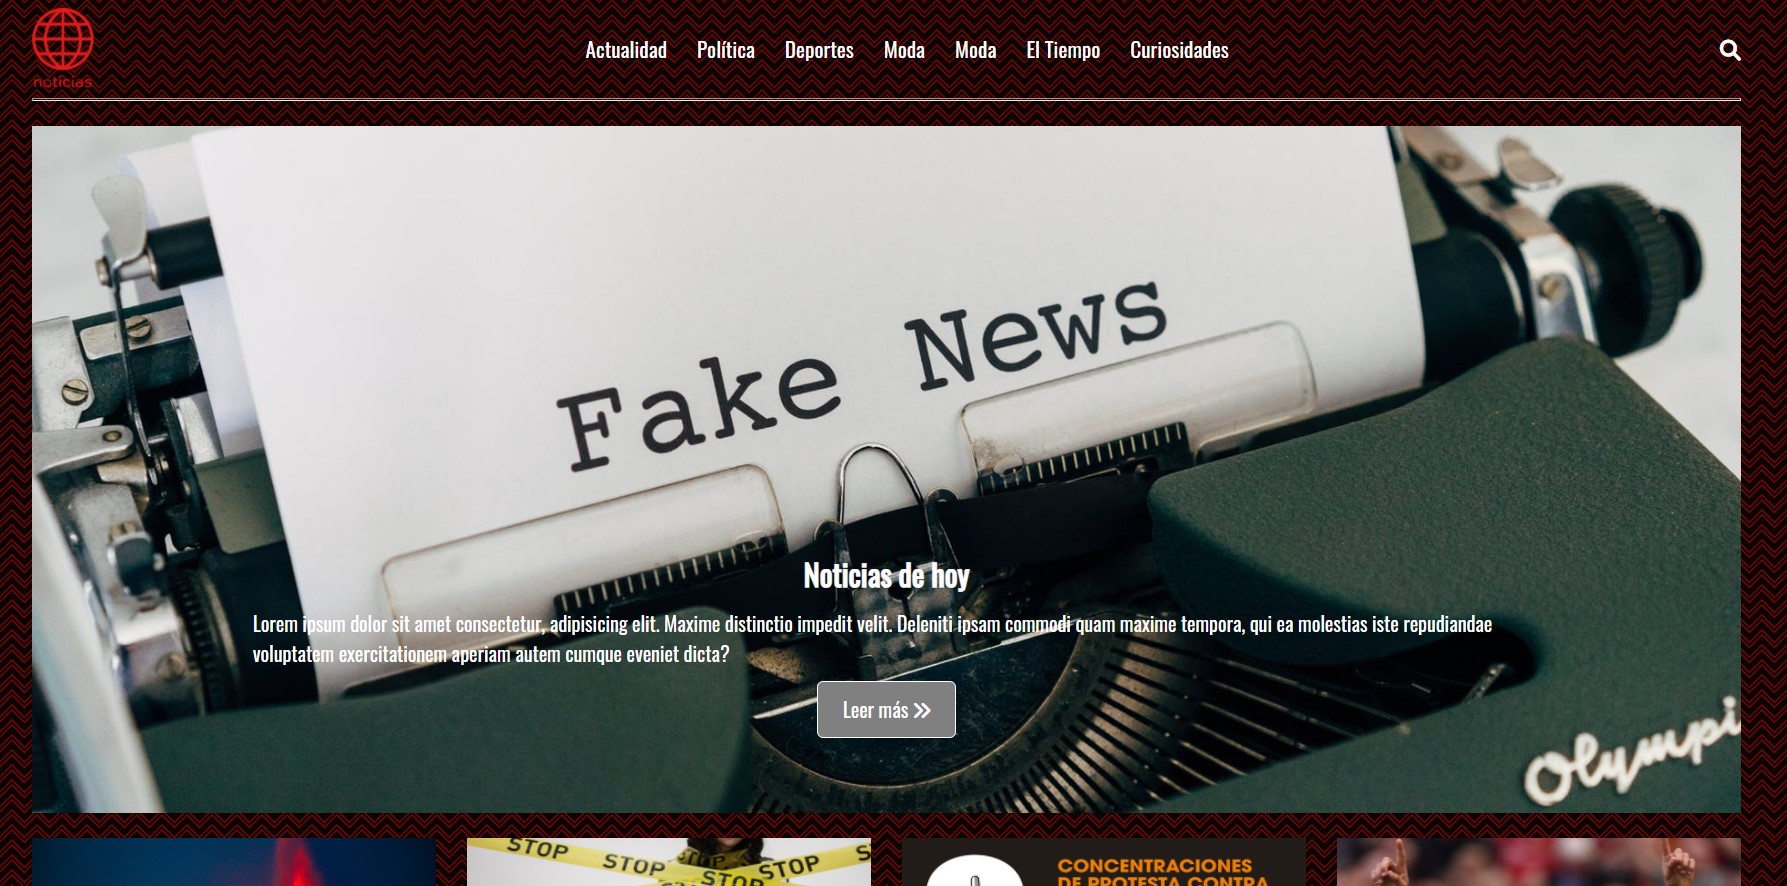 noticias
Actualidad Política Deportes Moda Moda El Tiempo Curiosidades
Fake News
Noticias de hoy
Lorem ipsum dolor sit amet consectetur, adipisicing elit. Maxime distinctio impedit velit. Deleniti ipsam commodi quam maxime tempora, qui ea molestias iste repudiandae
voluptatem exercitationem aperiam autem cumque eveniet dicta?
Leer más
Olympi
STOP STOP STOP STOP S
STOP
CONCENTRACIONES
DE PROTESTA CONTRA